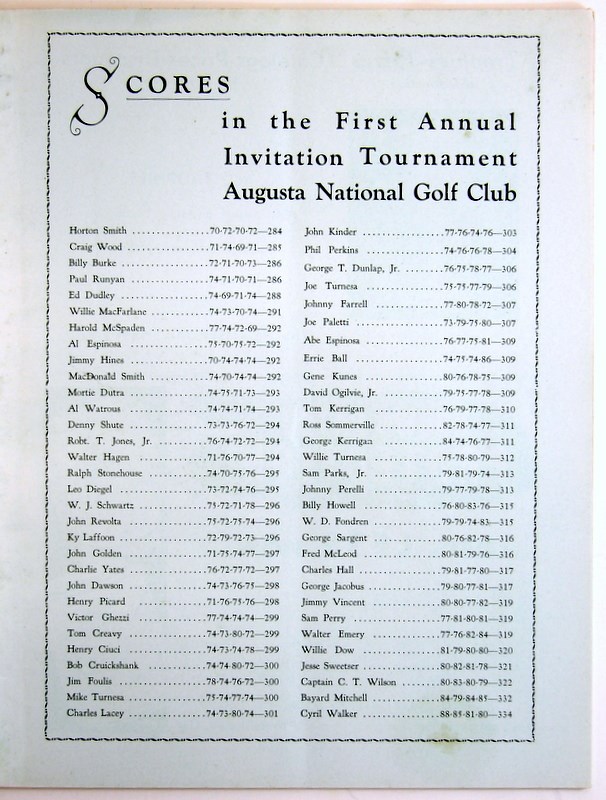 SCORES
in the First Annual
Invitation Tournament
Augusta National Golf Club
Horton Smith ................70-72-70-72—284
Craig Wood ................71-74-69-71—285
Billy Burke ................72-71-70-73—286
Paul Runyan ................74-71-70-71—286
Ed Dudley ................74-69-71-74—288
Willie MacFarlane ............74-73-70-74—291
Harold McSpaden ............77-74-72-69—292
Al Espinosa ................75-70-75-72—292
Jimmy Hines ................70-74-74-74—292
MacDonald Smith ............74-70-74-74—292
Mortie Dutra ................74-75-71-73—293
Al Watrous ................74-74-71-74—293
Denny Shute ................73-73-76-72—294
Robt. T. Jones, Jr. ..........76-74-72-72—294
Walter Hagen ................71-76-70-77—294
Ralph Stonehouse ............74-70-75-76—295
Leo Diegel ................73-72-74-76—295
W. J. Schwartz ..............75-72-71-78—296
John Revolta ................75-72-75-74—296
Ky Laffoon ................72-79-72-73—296
John Golden ................71-75-74-77—297
Charlie Yates ................76-72-77-72—297
John Dawson ................74-73-76-75—298
Henry Picard ................71-76-75-76—298
Victor Ghezzi ................77-74-74-74—299
Tom Creavy ................74-73-80-72—299
Henry Ciuci ................74-73-74-78—299
Bob Cruickshank ............74-74-80-72—300
Jim Foulis ................78-74-76-72—300
Mike Turnesa ................75-74-77-74—300
Charles Lacey ................74-73-80-74—301
John Kinder ................77-76-74-76—303
Phil Perkins ................74-76-76-78—304
George T. Dunlap, Jr. ........76-75-78-77—306
Joe Turnesa ................75-75-77-79—306
Johnny Farrell ..............77-80-78-72—307
Joe Paletti ................73-79-75-80—307
Abe Espinosa ................76-77-75-81—309
Errie Ball ................74-75-74-86—309
Gene Kunes ................80-76-78-75—309
David Ogilvie, Jr. ............79-75-77-78—309
Tom Kerrigan ................76-79-77-78—310
Ross Sommerville ............82-78-74-77—311
George Kerrigan ............84-74-76-77—311
Willie Turnesa ..............75-78-80-79—312
Sam Parks, Jr. ..............79-81-79-74—313
Johnny Perelli ..............79-77-79-78—313
Billy Howell ................76-80-83-76—315
W. D. Fondren ..............79-79-74-83—315
George Sargent ..............80-76-82-78—316
Fred McLeod ................80-81-79-76—316
Charles Hall ................79-81-77-80—317
George Jacobus ..............79-80-77-81—317
Jimmy Vincent ..............80-80-77-82—319
Sam Perry ................77-81-80-81—319
Walter Emery ................77-76-82-84—319
Willie Dow ................81-79-80-80—320
Jesse Sweetser ..............80-82-81-78—321
Captain C. T. Wilson ........80-83-80-79—322
Bayard Mitchell ..............84-79-84-85—332
Cyril Walker ................88-85-81-80—334